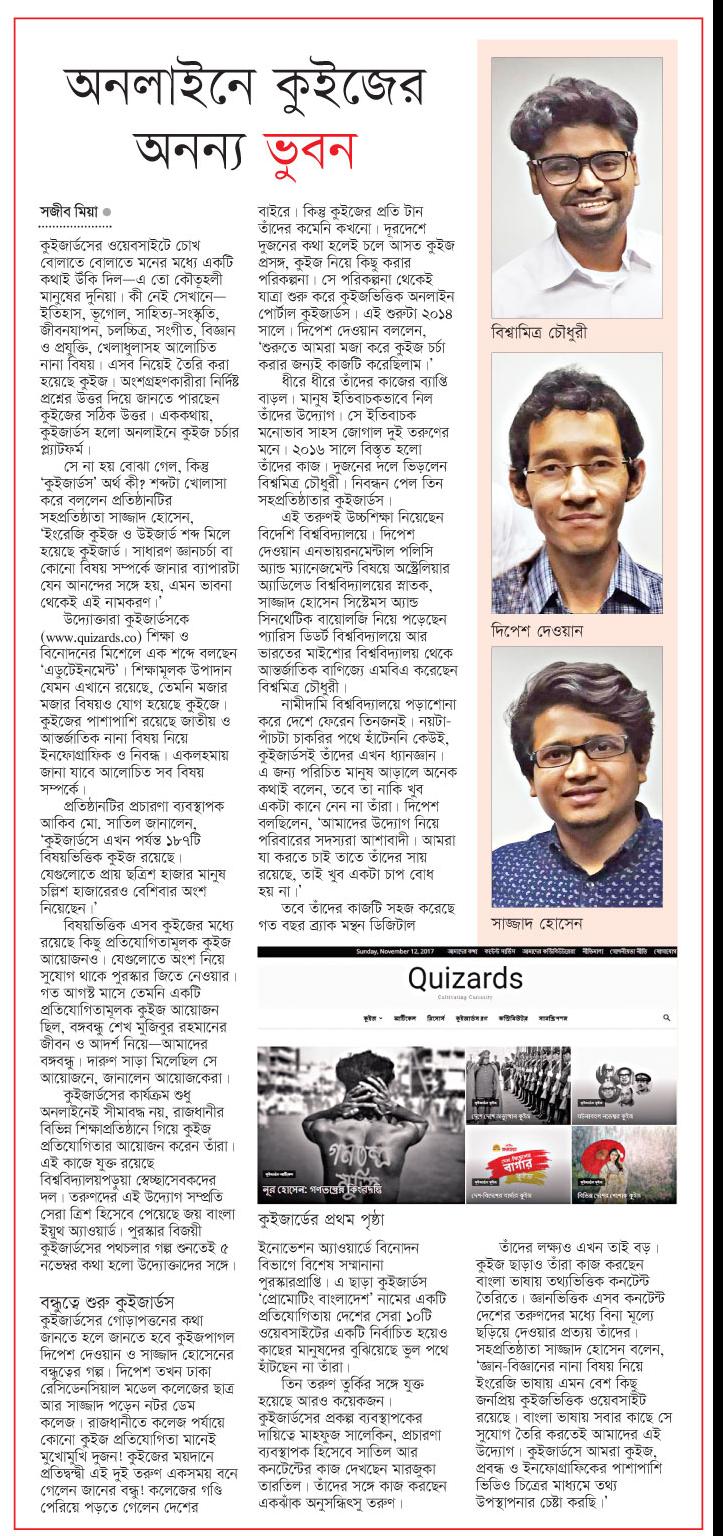 অনলাইনে কুইজের
অনন্য ভুবন
সজীব মিয়া ●
কুইজার্ডসের ওয়েবসাইটে চোখ
বোলাতে বোলাতে মনের মধ্যে একটি
কথাই উঁকি দিল—এ তো কৌতূহলী
মানুষের দুনিয়া। কী নেই সেখানে—
ইতিহাস, ভূগোল, সাহিত্য-সংস্কৃতি,
জীবনযাপন, চলচ্চিত্র, সংগীত, বিজ্ঞান
ও প্রযুক্তি, খেলাধুলাসহ আলোচিত
নানা বিষয়। এসব নিয়েই তৈরি করা
হয়েছে কুইজ। অংশগ্রহণকারীরা নির্দিষ্ট
প্রশ্নের উত্তর দিয়ে জানতে পারছেন
কুইজের সঠিক উত্তর। এককথায়,
কুইজার্ডস হলো অনলাইনে কুইজ চর্চার
প্ল্যাটফর্ম।
সে না হয় বোঝা গেল, কিন্তু
‘কুইজার্ডস’ অর্থ কী? শব্দটা খোলাসা
করে বললেন প্রতিষ্ঠানটির
সহপ্রতিষ্ঠাতা সাজ্জাদ হোসেন,
‘ইংরেজি কুইজ ও উইজার্ড শব্দ মিলে
হয়েছে কুইজার্ড। সাধারণ জ্ঞানচর্চা বা
কোনো বিষয় সম্পর্কে জানার ব্যাপারটা
যেন আনন্দের সঙ্গে হয়, এমন ভাবনা
থেকেই এই নামকরণ।’
উদ্যোক্তারা কুইজার্ডসকে
(www.quizards.co) শিক্ষা ও
বিনোদনের মিশেলে এক শব্দে বলছেন
‘এডুটেইনমেন্ট’। শিক্ষামূলক উপাদান
যেমন এখানে রয়েছে, তেমনি মজার
মজার বিষয়ও যোগ হয়েছে কুইজে।
কুইজের পাশাপাশি রয়েছে জাতীয় ও
আন্তর্জাতিক নানা বিষয় নিয়ে
ইনফোগ্রাফিক ও নিবন্ধ। একলহমায়
জানা যাবে আলোচিত সব বিষয়
সম্পর্কে।
প্রতিষ্ঠানটির প্রচারণা ব্যবস্থাপক
আকিব মো. সাতিল জানালেন,
‘কুইজার্ডসে এখন পর্যন্ত ১৮৭টি
বিষয়ভিত্তিক কুইজ রয়েছে।
যেগুলোতে প্রায় ছত্রিশ হাজার মানুষ
চল্লিশ হাজারেরও বেশিবার অংশ
নিয়েছেন।’
বিষয়ভিত্তিক এসব কুইজের মধ্যে
রয়েছে কিছু প্রতিযোগিতামূলক কুইজ
আয়োজনও। যেগুলোতে অংশ নিয়ে
সুযোগ থাকে পুরস্কার জিতে নেওয়ার।
গত আগস্ট মাসে তেমনি একটি
প্রতিযোগিতামূলক কুইজ আয়োজন
ছিল, বঙ্গবন্ধু শেখ মুজিবুর রহমানের
জীবন ও আদর্শ নিয়ে—আমাদের
বঙ্গবন্ধু। দারুণ সাড়া মিলেছিল সে
আয়োজনে, জানালেন আয়োজকেরা।
কুইজার্ডসের কার্যক্রম শুধু
অনলাইনেই সীমাবদ্ধ নয়, রাজধানীর
বিভিন্ন শিক্ষাপ্রতিষ্ঠানে গিয়ে কুইজ
প্রতিযোগিতার আয়োজন করেন তাঁরা।
এই কাজে যুক্ত রয়েছে
বিশ্ববিদ্যালয়পড়ুয়া স্বেচ্ছাসেবকদের
দল। তরুণদের এই উদ্যোগ সম্প্রতি
সেরা ত্রিশ হিসেবে পেয়েছে জয় বাংলা
ইয়ুথ অ্যাওয়ার্ড। পুরস্কার বিজয়ী
কুইজার্ডসের পথচলার গল্প শুনতেই ৫
নভেম্বর কথা হলো উদ্যোক্তাদের সঙ্গে।
বন্ধুত্বে শুরু কুইজার্ডস
কুইজার্ডসের গোড়াপত্তনের কথা
জানতে হলে জানতে হবে কুইজপাগল
দিপেশ দেওয়ান ও সাজ্জাদ হোসেনের
বন্ধুত্বের গল্প। দিপেশ তখন ঢাকা
রেসিডেনসিয়াল মডেল কলেজের ছাত্র
আর সাজ্জাদ পড়েন নটর ডেম
কলেজ। রাজধানীতে কলেজ পর্যায়ে
কোনো কুইজ প্রতিযোগিতা মানেই
মুখোমুখি দুজন! কুইজের ময়দানে
প্রতিদ্বন্দ্বী এই দুই তরুণ একসময় বনে
গেলেন জানের বন্ধু! কলেজের গণ্ডি
পেরিয়ে পড়তে গেলেন দেশের
বাইরে। কিন্তু কুইজের প্রতি টান
তাঁদের কমেনি কখনো। দূরদেশে
দুজনের কথা হলেই চলে আসত কুইজ
প্রসঙ্গ, কুইজ নিয়ে কিছু করার
পরিকল্পনা। সে পরিকল্পনা থেকেই
যাত্রা শুরু করে কুইজভিত্তিক অনলাইন
পোর্টাল কুইজার্ডস। এই শুরুটা ২০১৪
সালে। দিপেশ দেওয়ান বললেন,
‘শুরুতে আমরা মজা করে কুইজ চর্চা
করার জন্যই কাজটি করেছিলাম।’
ধীরে ধীরে তাঁদের কাজের ব্যাপ্তি
বাড়ল। মানুষ ইতিবাচকভাবে নিল
তাঁদের উদ্যোগ। সে ইতিবাচক
মনোভাব সাহস জোগাল দুই তরুণের
মনে। ২০১৬ সালে বিস্তৃত হলো
তাঁদের কাজ। দুজনের দলে ভিড়লেন
বিশ্বমিত্র চৌধুরী। নিবন্ধন পেল তিন
সহপ্রতিষ্ঠাতার কুইজার্ডস।
এই তরুণই উচ্চশিক্ষা নিয়েছেন
বিদেশি বিশ্ববিদ্যালয়ে। দিপেশ
দেওয়ান এনভায়রনমেন্টাল পলিসি
অ্যান্ড ম্যানেজমেন্ট বিষয়ে অস্ট্রেলিয়ার
অ্যাডিলেড বিশ্ববিদ্যালয়ের স্নাতক,
সাজ্জাদ হোসেন সিস্টেমস অ্যান্ড
সিনথেটিক বায়োলজি নিয়ে পড়েছেন
প্যারিস ডিডর্ট বিশ্ববিদ্যালয়ে আর
ভারতের মাইশোর বিশ্ববিদ্যালয় থেকে
আন্তর্জাতিক বাণিজ্যে এমবিএ করেছেন
বিশ্বমিত্র চৌধুরী।
নামীদামি বিশ্ববিদ্যালয়ে পড়াশোনা
করে দেশে ফেরেন তিনজনই। নয়টা-
পাঁচটা চাকরির পথে হাঁটেননি কেউই,
কুইজার্ডসই তাঁদের এখন ধ্যানজ্ঞান।
এ জন্য পরিচিত মানুষ আড়ালে অনেক
কথাই বলেন, তবে তা নাকি খুব
একটা কানে নেন না তাঁরা। দিপেশ
বলছিলেন, ‘আমাদের উদ্যোগ নিয়ে
পরিবারের সদস্যরা আশাবাদী। আমরা
যা করতে চাই তাতে তাঁদের সায়
রয়েছে, তাই খুব একটা চাপ বোধ
হয় না।’
তবে তাঁদের কাজটি সহজ করেছে
গত বছর ব্র্যাক মন্থন ডিজিটাল
বিশ্বামিত্র চৌধুরী
দিপেশ দেওয়ান
সাজ্জাদ হোসেন
Sunday, November 12, 2017
Quizards
Cultivating Curiosity
নূর হোসেন: গণতন্ত্রের কিংবদন্তি
কুইজার্ডের প্রথম পৃষ্ঠা
ইনোভেশন অ্যাওয়ার্ডে বিনোদন
বিভাগে বিশেষ সম্মাননা
পুরস্কারপ্রাপ্তি। এ ছাড়া কুইজার্ডস
‘প্রোমোটিং বাংলাদেশ’ নামের একটি
প্রতিযোগিতায় দেশের সেরা ১০টি
ওয়েবসাইটের একটি নির্বাচিত হয়েও
কাছের মানুষদের বুঝিয়েছে ভুল পথে
হাঁটছেন না তাঁরা।
তিন তরুণ তুর্কির সঙ্গে যুক্ত
হয়েছে আরও কয়েকজন।
কুইজার্ডসের প্রকল্প ব্যবস্থাপকের
দায়িত্বে মাহফুজ সালেকিন, প্রচারণা
ব্যবস্থাপক হিসেবে সাতিল আর
কনটেন্টের কাজ দেখছেন মারজুকা
তারতিল। তাঁদের সঙ্গে কাজ করছেন
একঝাঁক অনুসন্ধিৎসু তরুণ।
তাঁদের লক্ষ্যও এখন তাই বড়।
কুইজ ছাড়াও তাঁরা কাজ করছেন
বাংলা ভাষায় তথ্যভিত্তিক কনটেন্ট
তৈরিতে। জ্ঞানভিত্তিক এসব কনটেন্ট
দেশের তরুণদের মধ্যে বিনা মূল্যে
ছড়িয়ে দেওয়ার প্রত্যয় তাঁদের।
সহপ্রতিষ্ঠাতা সাজ্জাদ হোসেন বলেন,
‘জ্ঞান-বিজ্ঞানের নানা বিষয় নিয়ে
ইংরেজি ভাষায় এমন বেশ কিছু
জনপ্রিয় কুইজভিত্তিক ওয়েবসাইট
রয়েছে। বাংলা ভাষায় সবার কাছে সে
সুযোগ তৈরি করতেই আমাদের এই
উদ্যোগ। কুইজার্ডসে আমরা কুইজ,
প্রবন্ধ ও ইনফোগ্রাফিকের পাশাপাশি
ভিডিও চিত্রের মাধ্যমে তথ্য
উপস্থাপনার চেষ্টা করছি।’